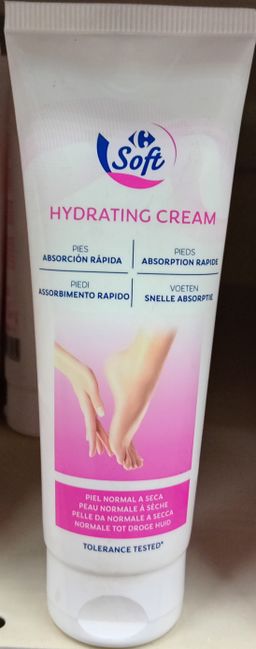 Soft
HYDRATING CREAM
PIES
ABSORCIÓN RÁPIDA
PIEDS
ABSORPTION RAPIDE
PIEDI
ASSORBIMENTO RAPIDO
VOETEN
SNELLE ABSORPTIE
PIEL NORMAL A SECA
PEAU NORMALE À SÈCHE
PELLE DA NORMALE A SECCA
NORMALE TOT DROGE HUID
TOLERANCE TESTED*